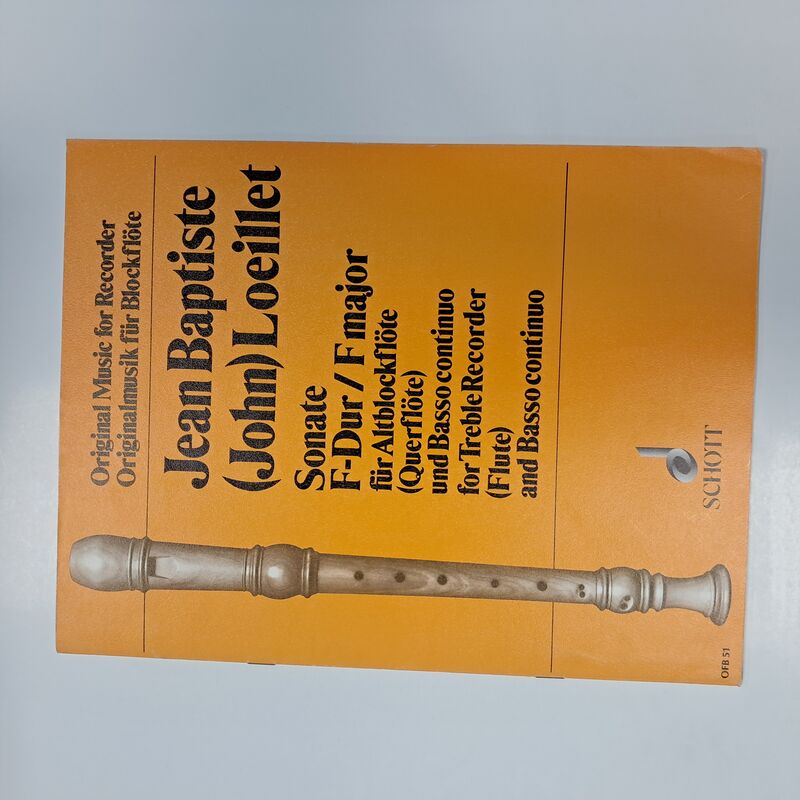 Original Music for Recorder
Originalmusik für Blockflöte
Jean Baptiste
(John) Loeillet
Sonate
F-Dur / F major
für Altblockflöte
(Querflöte)
und Basso continuo
for Treble Recorder
(Flute)
and Basso continuo
SCHOTT
OFB 51